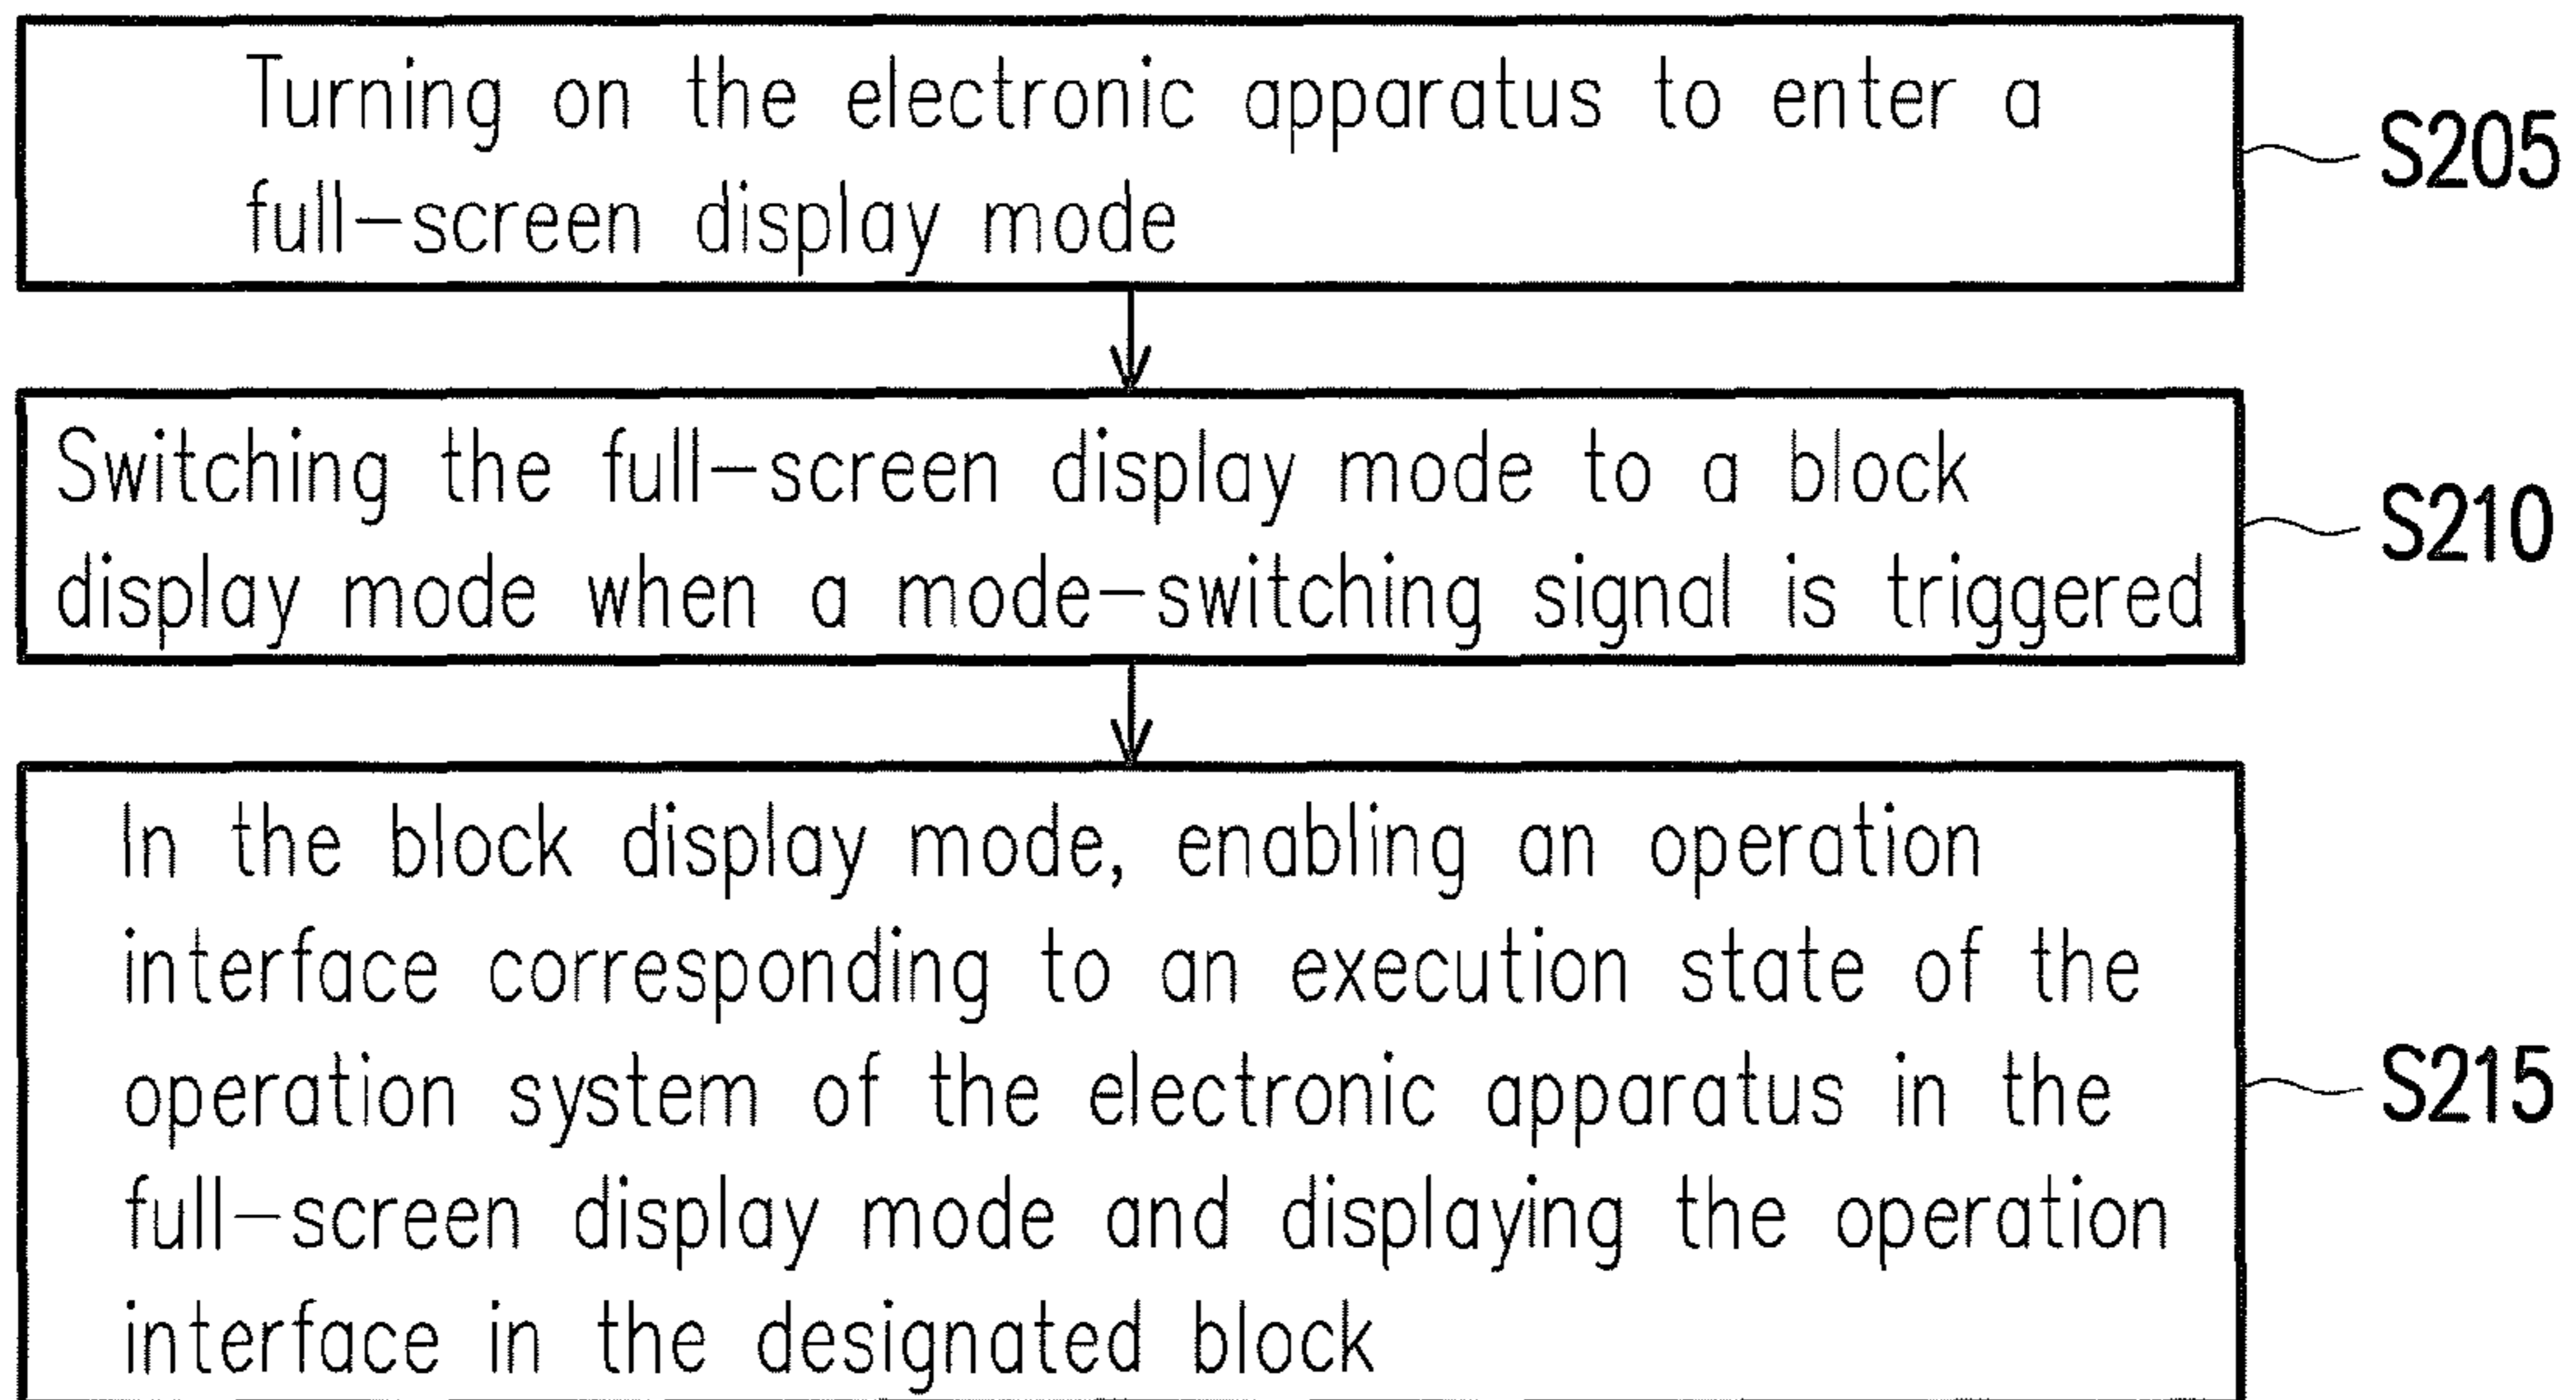 Turning on the electronic apparatus to enter a
full-screen display mode
S205
Switching the full-screen display mode to a block
display mode when a mode-switching signal is triggered
S210
In the block display mode, enabling an operation
interface corresponding to an execution state of the
operation system of the electronic apparatus in the
full-screen display mode and displaying the operation
interface in the designated block
S215